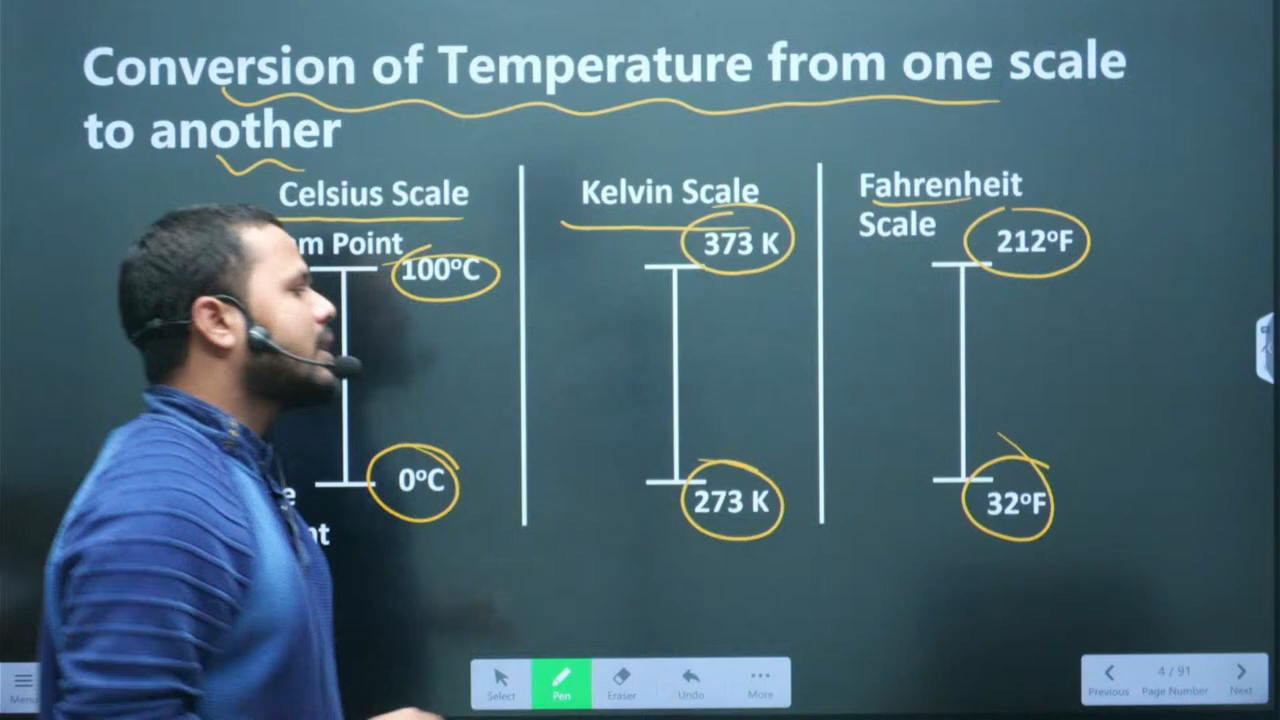 Conversion of Temperature from one scale
to another
Celsius Scale
Kelvin Scale
Fahrenheit
Scale
m Point
100°C
373 K
212°F
0°C
273 K
32°F
e
nt
Menu
Select
Pen
Eraser
Undo
More
Previous
4 / 91
Page Number
Next